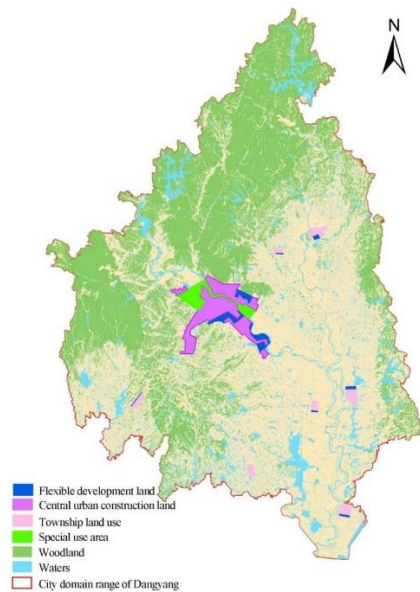 N
Flexible development land
Central urban construction land
Township land use
Special use area
Woodland
Waters
City domain range of Dangyang